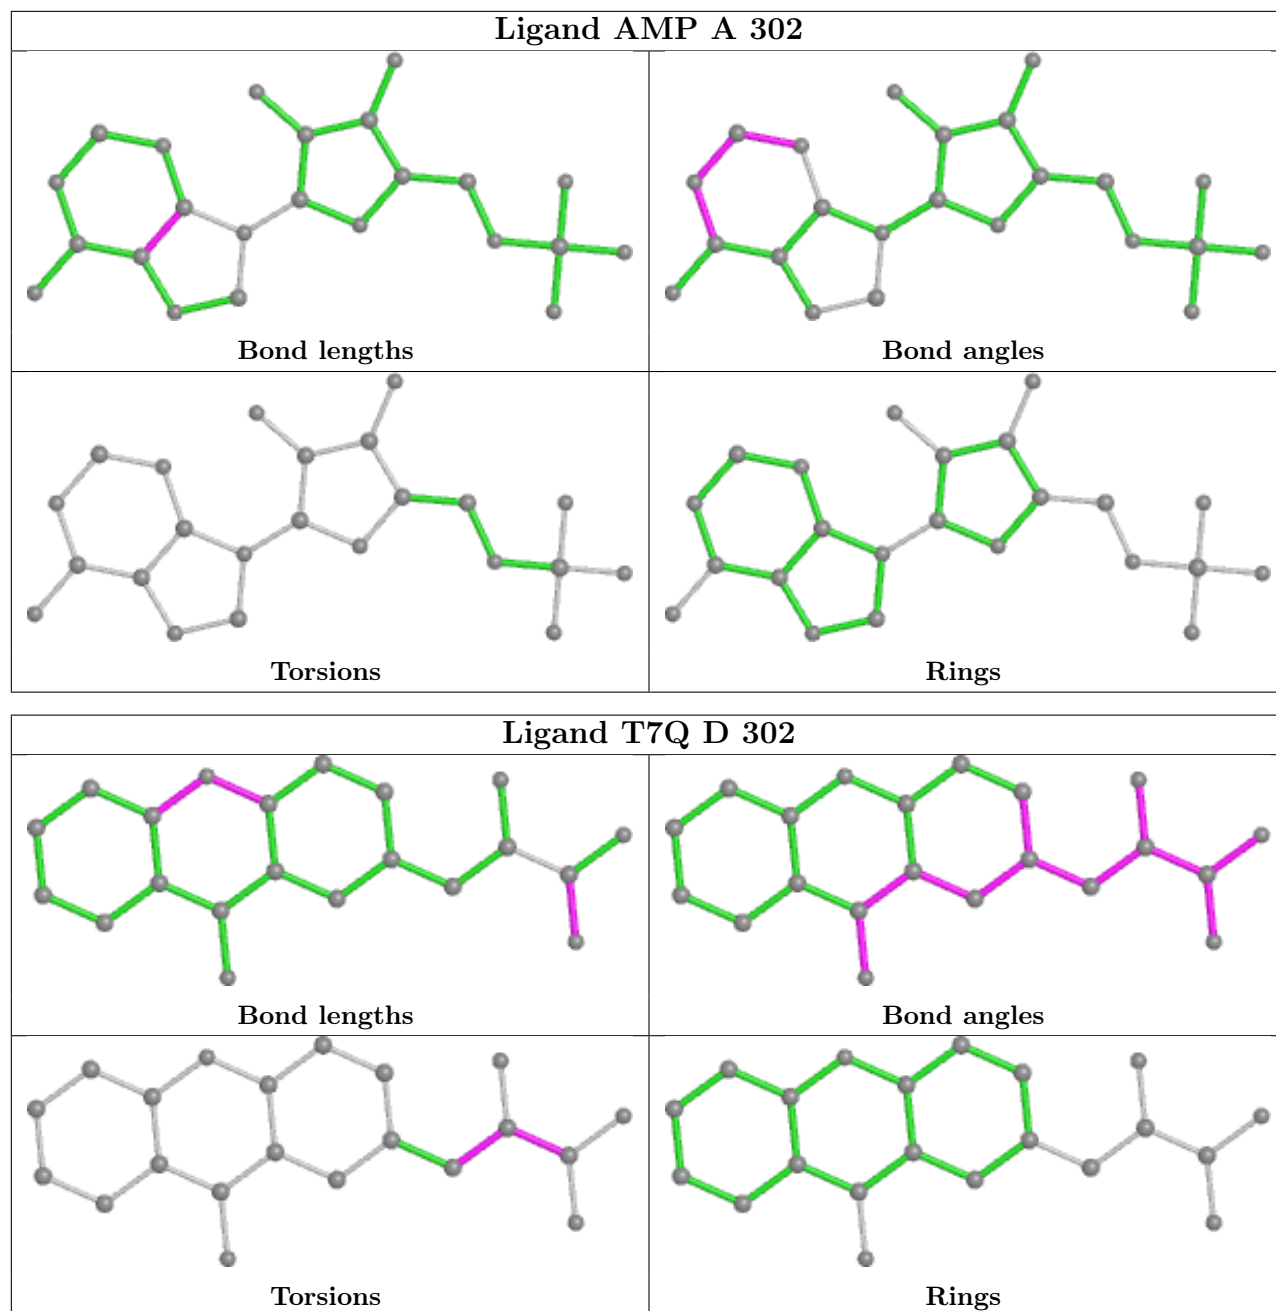 Ligand AMP A 302
Bond lengths
Bond angles
Torsions
Rings
Ligand T7Q D 302
Bond lengths
Bond angles
Torsions
Rings